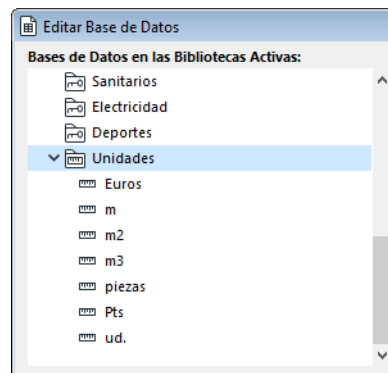 Editar Base de Datos
Bases de Datos en las Bibliotecas Activas:
Sanitarios
Electricidad
Deportes
Unidades
Euros
m
m2
m3
piezas
Pts
ud.